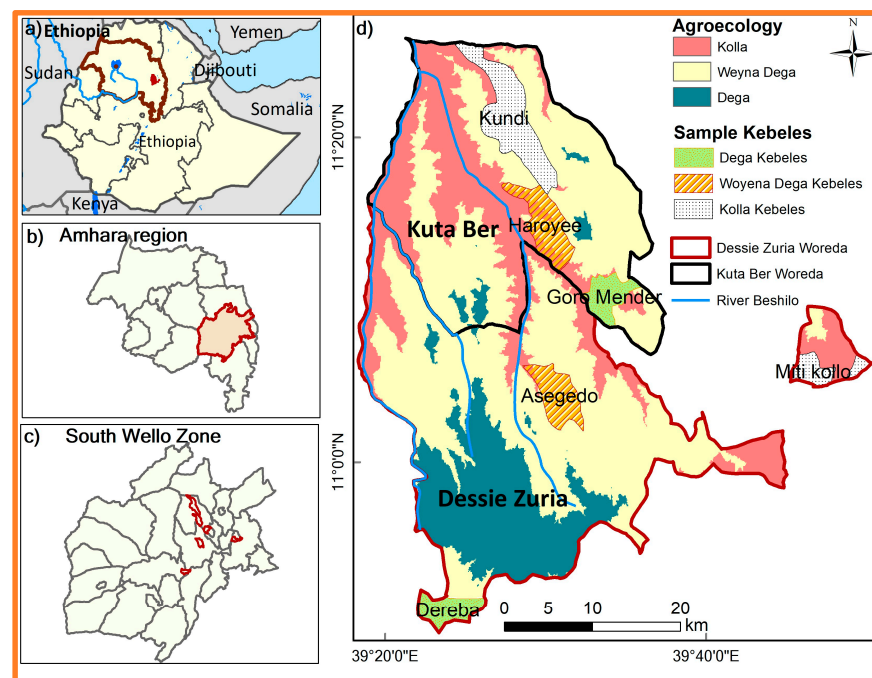 a) Ethiopia
Yemen
Sudan
Djibouti
Somalia
Ethiopia
Kenya
b) Amhara region
c) South Wello Zone
d)
Kundi
Haroyee
Kuta Ber
Goro Mender
Miti kollo
Asegedo
Dessie Zuria
Dereba
Agroecology
Kolla
Weyna Dega
Dega
Sample Kebeles
Dega Kebeles
Woyena Dega Kebeles
Kolla Kebeles
Dessie Zuria Woreda
Kuta Ber Woreda
River Beshilo
N
11°20'0"N
11°0'0"N
0 5 10 20
km
39°20'0"E
39°40'0"E